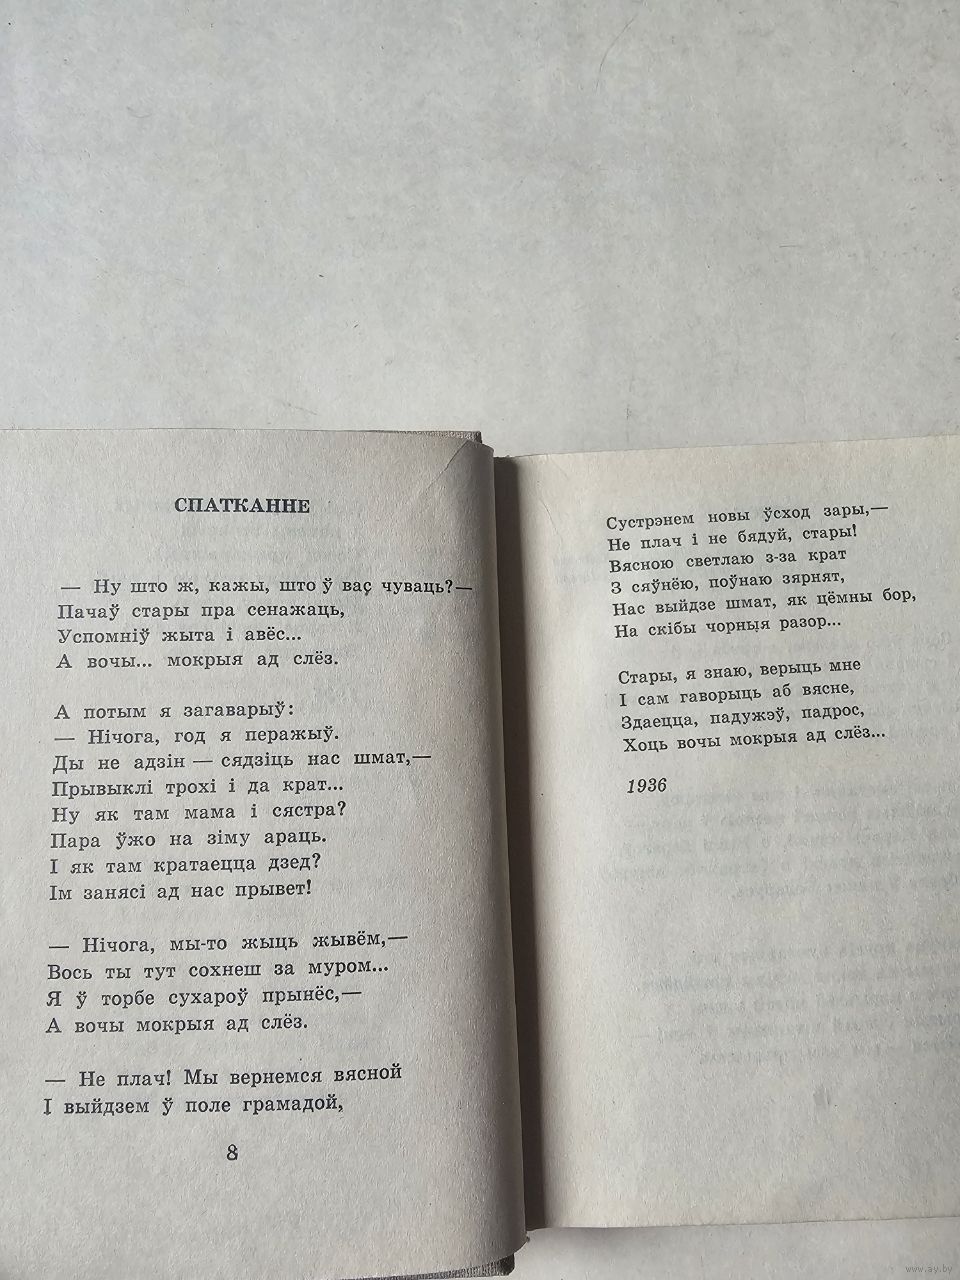 СПАТКАННЕ
— Ну што ж, кажы, што ў вас чуваць?—
Пачаў стары пра сенажаць,
Успомніў жыта і авёс...
А вочы... мокрыя ад слёз.
А потым я загаварыў:
— Нічога, год я перажыў.
Ды не адзін — сядзіць нас шмат,—
Прывыклі трохі і да крат...
Ну як там мама і сястра?
Пара ўжо на зіму араць.
І як там кратаецца дзед?
Ім занясі ад нас прывет!
— Нічога, мы-то жыць жывём,—
Вось ты тут сохнеш за муром...
Я ў торбе сухароў прынёс,—
А вочы мокрыя ад слёз.
— Не плач! Мы вернемся вясной
І выйдзем ў поле грамадой,
8
Сустрэнем новы ўсход зары,—
Не плач і не бядуй, стары!
Вясною светлаю з-за крат
З сяўнёю, поўнаю зярнят,
Нас выйдзе шмат, як цёмны бор,
На скібы чорныя разор...
Стары, я знаю, верыць мне
І сам гаворыць аб вясне,
Здаецца, падужэў, падрос,
Хоць вочы мокрыя ад слёз...
1936
www.ay.by